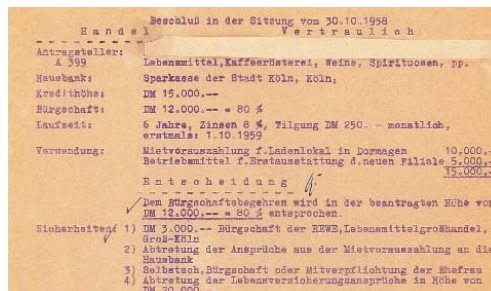 Beschluß in der Sitzung vom 30.10.1958
Handel Vertraulich
Antragsteller:
A 399 Lebensmittel,Kaffeerösterei, Weine, Spirituosen, pp.
Hausbank: Sparkasse der Stadt Köln, Köln,
Kredithöhe: DM 15.000.--
Bürgschaft: DM 12.000.-- = 80 %
Laufzeit: 6 Jahre, Zinsen 8 %, Tilgung DM 250.-- monatlich,
erstmals: 1.10.1959
Verwendung: Mietvorauszahlung f.Ladenlokal in Dormagen 10.000.--
Betriebsmittel f.Erstausstattung d.neuen Filiale 5.000.--
15.000.--
Entscheidung
Dem Bürgschaftsbegehren wird in der beantragten Höhe von
DM 12.000.-- = 80 % entsprochen.
Sicherheiten: 1) DM 3.000.-- Bürgschaft der REWE,Lebensmittelgroßhandel,
Groß-Köln
2) Abtretung der Ansprüche aus der Mietvorauszahlung an die
Hausbank
3) Selbstsch.Bürgschaft oder Mitverpflichtung der Ehefrau
4) Abtretung der Lebensversicherungsansprüche in Höhe von
DM 20.000